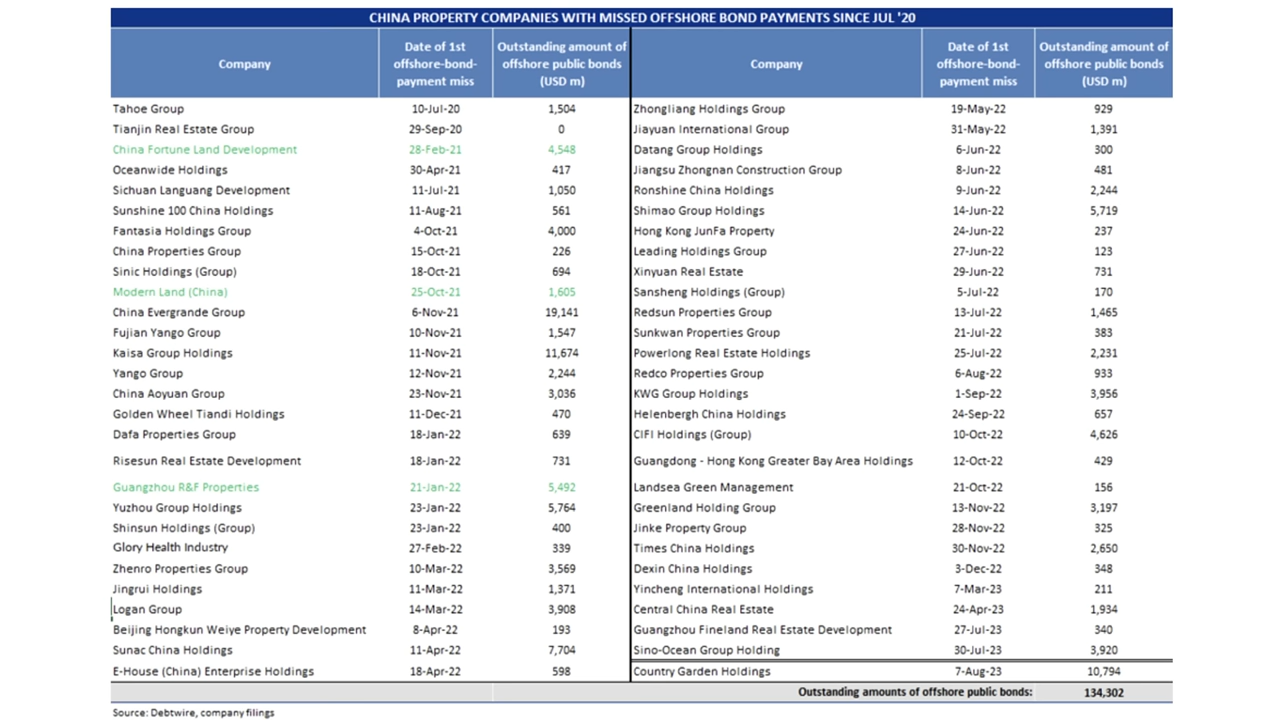 CHINA PROPERTY COMPANIES WITH MISSED OFFSHORE BOND PAYMENTS SINCE JUL '20
Company | Date of 1st offshore-bond-payment miss | Outstanding amount of offshore public bonds (USD m) | Company | Date of 1st offshore-bond-payment miss | Outstanding amount of offshore public bonds (USD m)
Tahoe Group 10-Jul-20 1,504 Zhongliang Holdings Group 19-May-22 929
Tianjin Real Estate Group 29-Sep-20 0 Jiayuan International Group 31-May-22 1,391
China Fortune Land Development 28-Feb-21 4,548 Datang Group Holdings 6-Jun-22 300
Oceanwide Holdings 30-Apr-21 417 Jiangsu Zhongnan Construction Group 8-Jun-22 481
Sichuan Languang Development 11-Jul-21 1,050 Ronshine China Holdings 9-Jun-22 2,244
Sunshine 100 China Holdings 11-Aug-21 561 Shimao Group Holdings 14-Jun-22 5,719
Fantasia Holdings Group 4-Oct-21 4,000 Hong Kong JunFa Property 24-Jun-22 237
China Properties Group 15-Oct-21 226 Leading Holdings Group 27-Jun-22 123
Sinic Holdings (Group) 18-Oct-21 694 Xinyuan Real Estate 29-Jun-22 731
Modern Land (China) 25-Oct-21 1,605 Sansheng Holdings (Group) 5-Jul-22 170
China Evergrande Group 6-Nov-21 19,141 Redsun Properties Group 13-Jul-22 1,465
Fujian Yango Group 10-Nov-21 1,547 Sunkwan Properties Group 21-Jul-22 383
Kaisa Group Holdings 11-Nov-21 11,674 Powerlong Real Estate Holdings 25-Jul-22 2,231
Yango Group 12-Nov-21 2,244 Redco Properties Group 6-Aug-22 933
China Aoyuan Group 23-Nov-21 3,036 KWG Group Holdings 1-Sep-22 3,956
Golden Wheel Tiandi Holdings 11-Dec-21 470 Helenbergh China Holdings 24-Sep-22 657
Dafa Properties Group 18-Jan-22 639 CIFI Holdings (Group) 10-Oct-22 4,626
Risesun Real Estate Development 18-Jan-22 731 Guangdong - Hong Kong Greater Bay Area Holdings 12-Oct-22 429
Guangzhou R&F Properties 21-Jan-22 5,492 Landsea Green Management 21-Oct-22 156
Yuzhou Group Holdings 23-Jan-22 5,764 Greenland Holding Group 13-Nov-22 3,197
Shinsun Holdings (Group) 23-Jan-22 400 Jinke Property Group 28-Nov-22 325
Glory Health Industry 27-Feb-22 339 Times China Holdings 30-Nov-22 2,650
Zhenro Properties Group 10-Mar-22 3,569 Dexin China Holdings 3-Dec-22 348
Jingrui Holdings 11-Mar-22 1,371 Yincheng International Holdings 7-Mar-23 211
Logan Group 14-Mar-22 3,908 Central China Real Estate 24-Apr-23 1,934
Beijing Hongkun Weiye Property Development 8-Apr-22 193 Guangzhou Fineland Real Estate Development 27-Jul-23 340
Sunac China Holdings 11-Apr-22 7,704 Sino-Ocean Group Holding 30-Jul-23 3,920
E-House (China) Enterprise Holdings 18-Apr-22 598 Country Garden Holdings 7-Aug-23 10,794
Outstanding amounts of offshore public bonds: 134,302
Source: Debtwire, company filings